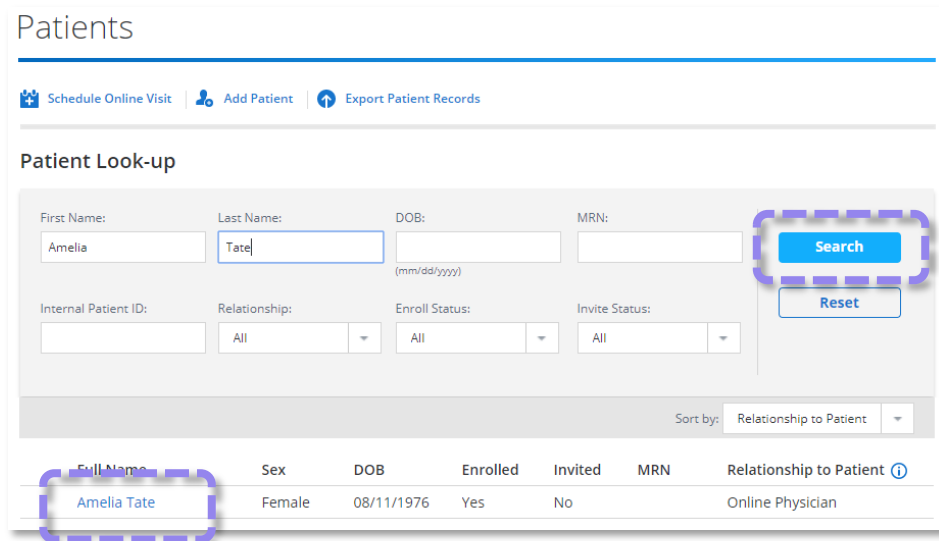 Patients
Schedule Online Visit Add Patient Export Patient Records
Patient Look-up
First Name: Last Name: DOB: MRN:
Amelia Tate Search
(mm/dd/yyyy)
Reset
Internal Patient ID: Relationship: Enroll Status: Invite Status:
All All All
Sort by: Relationship to Patient
Full Name Sex DOB Enrolled Invited MRN Relationship to Patient
Amelia Tate Female 08/11/1976 Yes No Online Physician